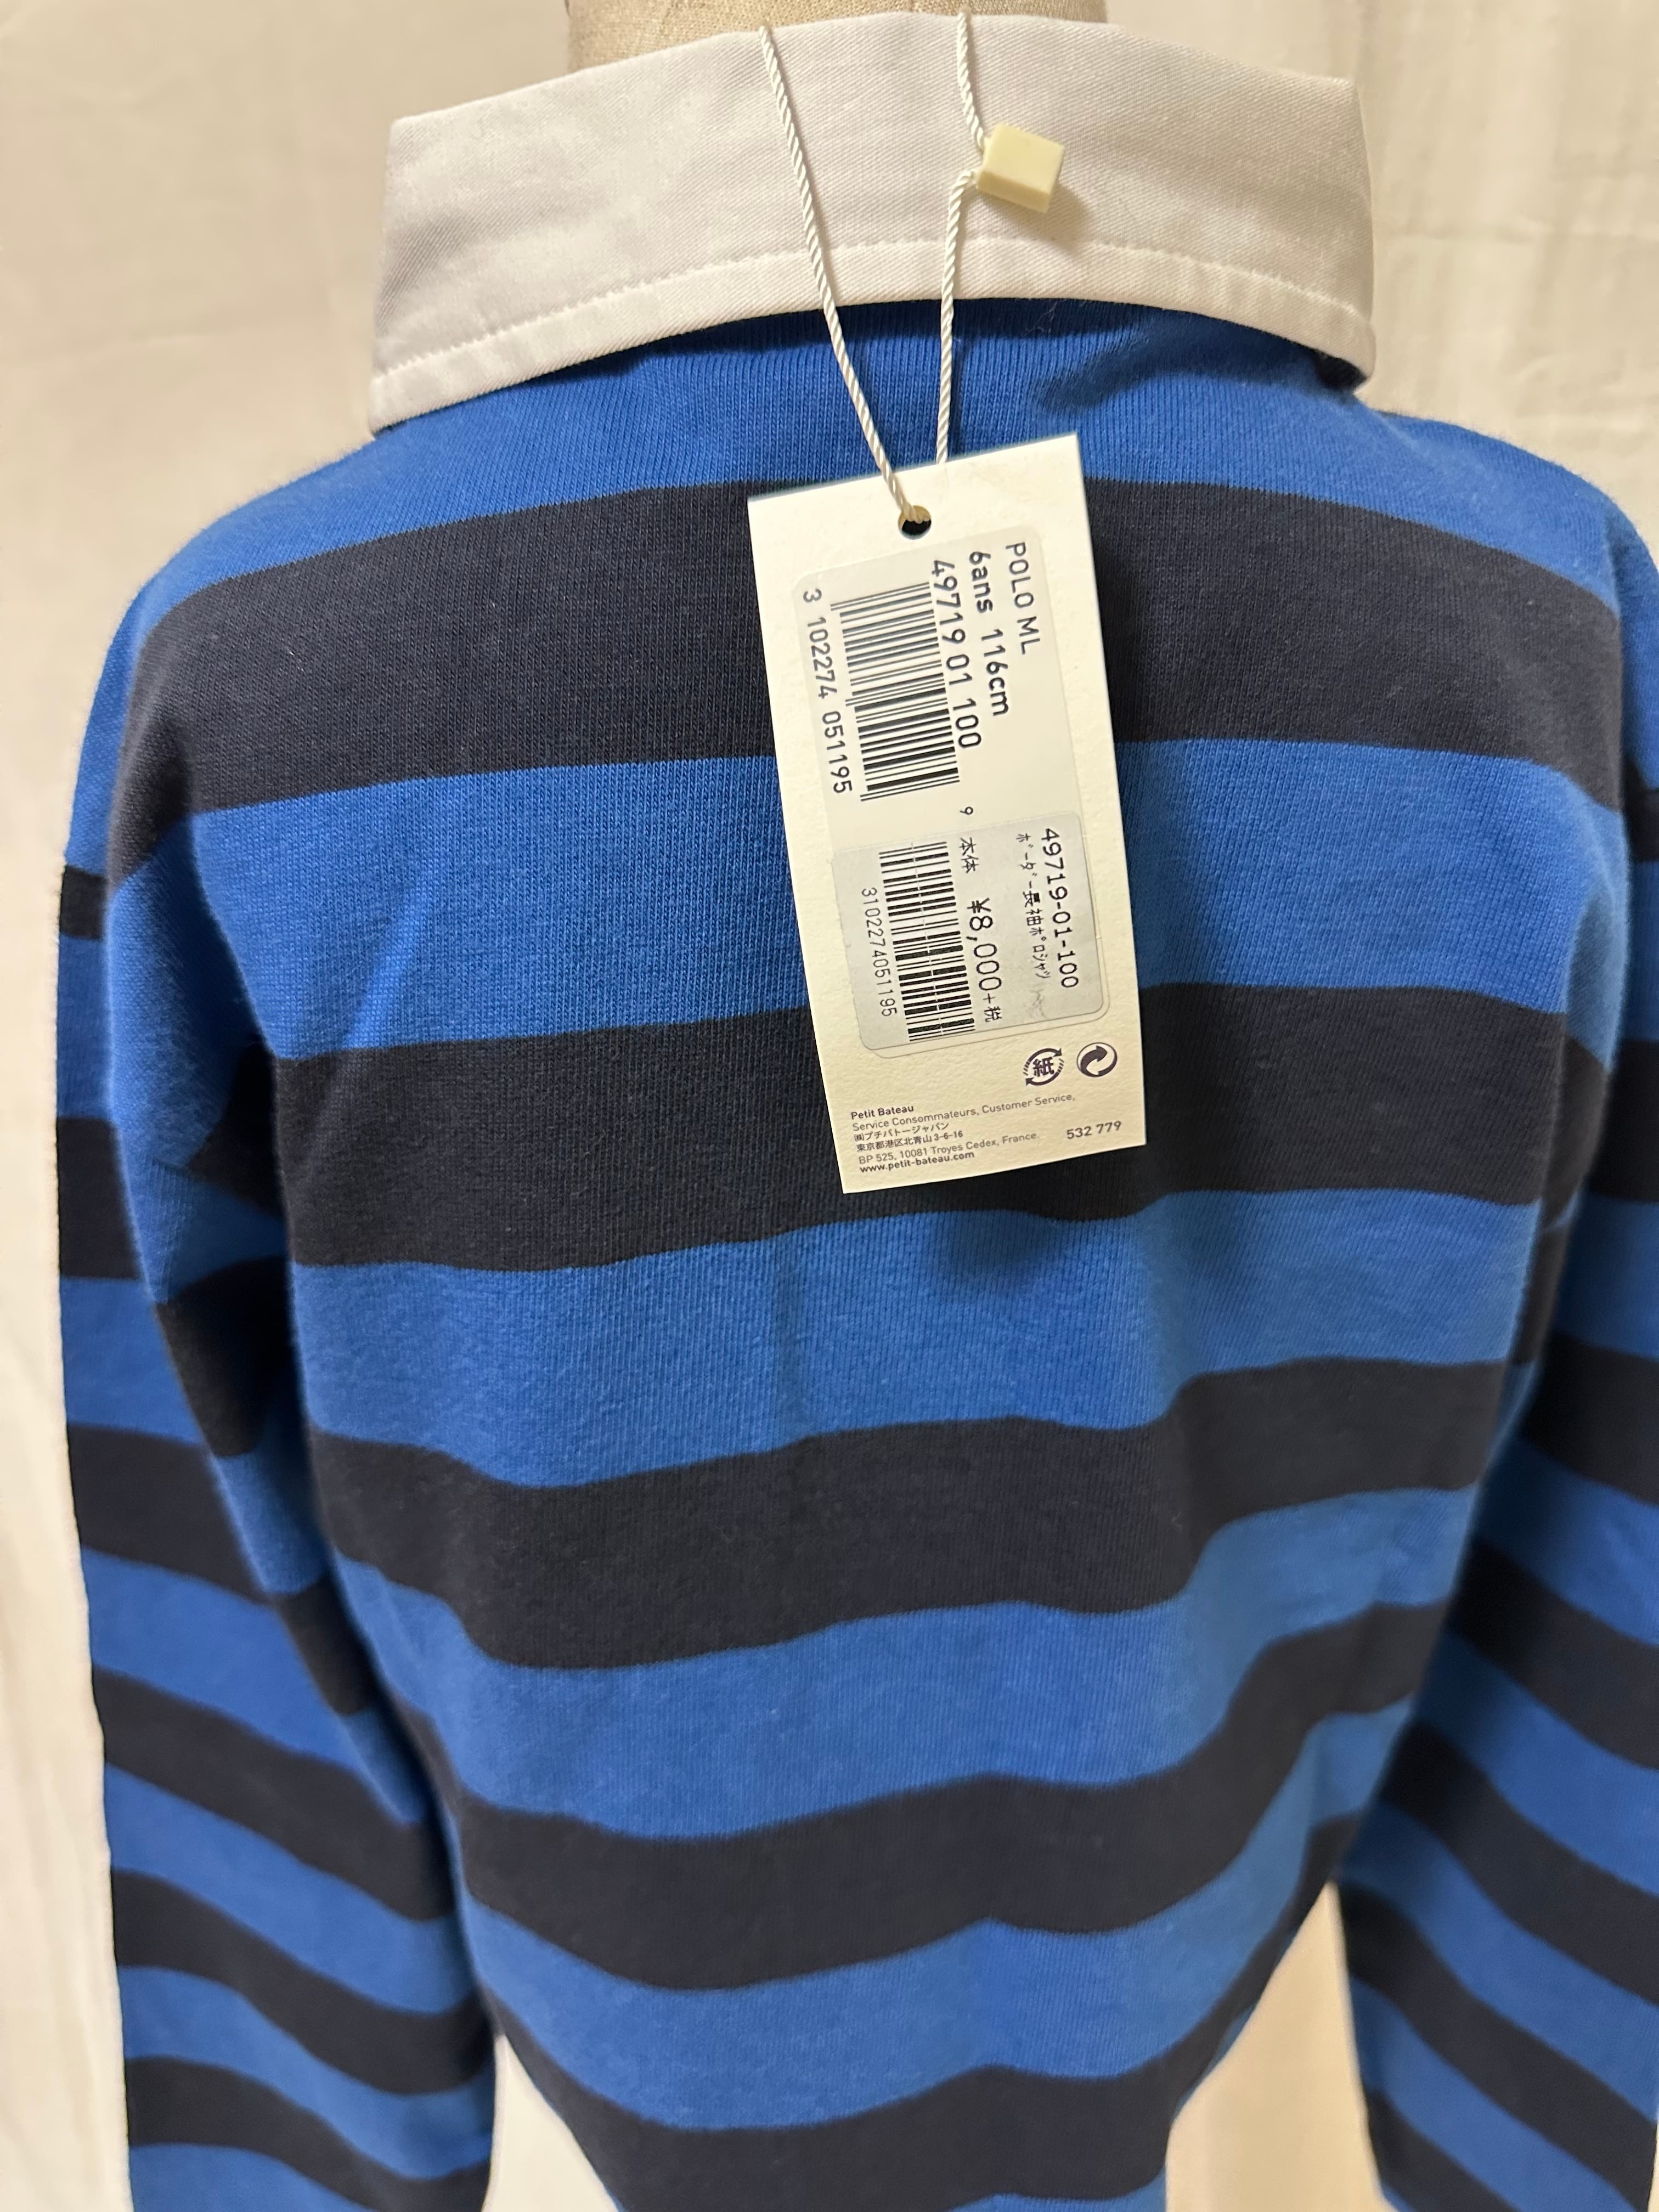 POLO ML
6ans 116cm
49719 01 100
3 102274 051195
49719-01-100
ボーダー長袖ポロシャツ
9 本体 ¥8,000+税
3102274051195
紙
Petit Bateau
Service Consommateurs, Customer Service,
㈱プチバトージャパン
東京都港区北青山3-6-16
BP 525, 10081 Troyes Cedex, France
www.petit-bateau.com
532 779